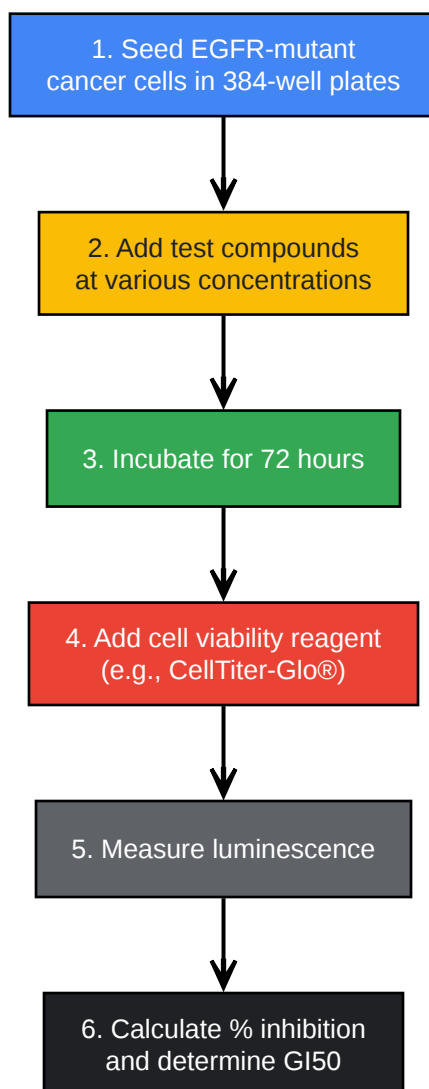 1. Seed EGFR-mutant
cancer cells in 384-well plates
2. Add test compounds
at various concentrations
3. Incubate for 72 hours
4. Add cell viability reagent
(e.g., CellTiter-Glo®)
5. Measure luminescence
6. Calculate % inhibition
and determine GI50